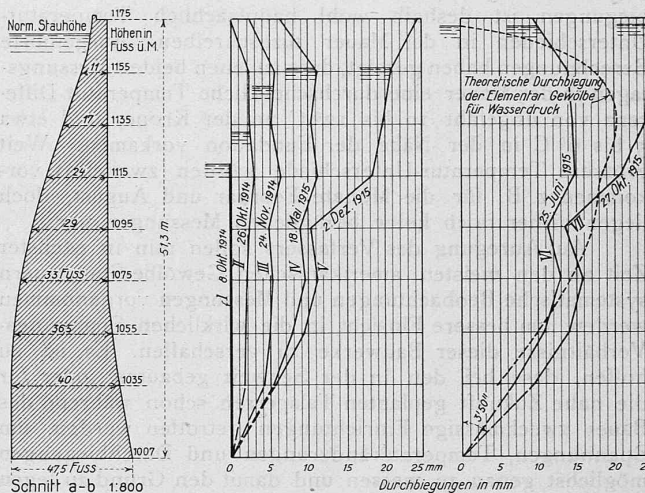 Norm. Stauhöhe
Höhen in
Fuss ü.M.
1175
11
1155
17
1135
24
1115
29
1095
33 Fuss
1075
36,5
1055
40
1035
1007
47,5 Fuss
51,3 m
Schnitt a-b 1:800
8. Okt. 1914
26. Okt. 1914
24. Nov. 1914
18. Mai. 1915
2. Dez. 1915
I
II
III
IV
V
0
5
10
15
20
25 mm
Theoretische Durchbiegung
der Elementar Gewölbe
für Wasserdruck
25. Juni 1915
27. Okt. 1915
VI
VII
3'50"
0
5
10
15
20
Durchbiegungen in mm